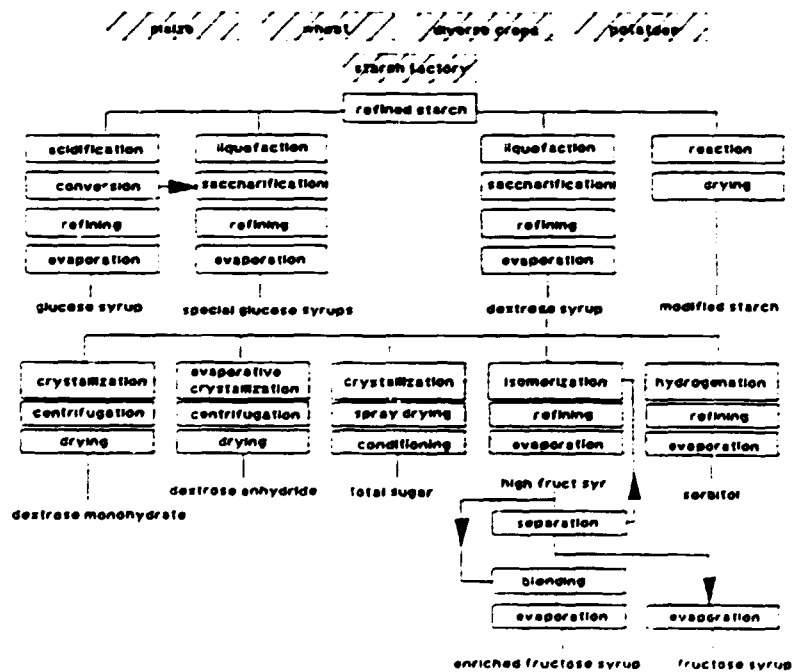 maize wheat diverse crops potatoes
starch factory
refined starch
acidification liquefaction liquefaction reaction
conversion saccharification saccharification drying
refining refining refining
evaporation evaporation evaporation
glucose syrup special glucose syrups dextrose syrup modified starch
crystallization evaporative crystallization crystallization isomerization hydrogenation
centrifugation centrifugation spray drying refining refining
drying drying conditioning evaporation evaporation
dextrose monohydrate dextrose anhydride total sugar high fruct syr sorbitol
separation
blending
evaporation evaporation
enriched fructose syrup fructose syrup